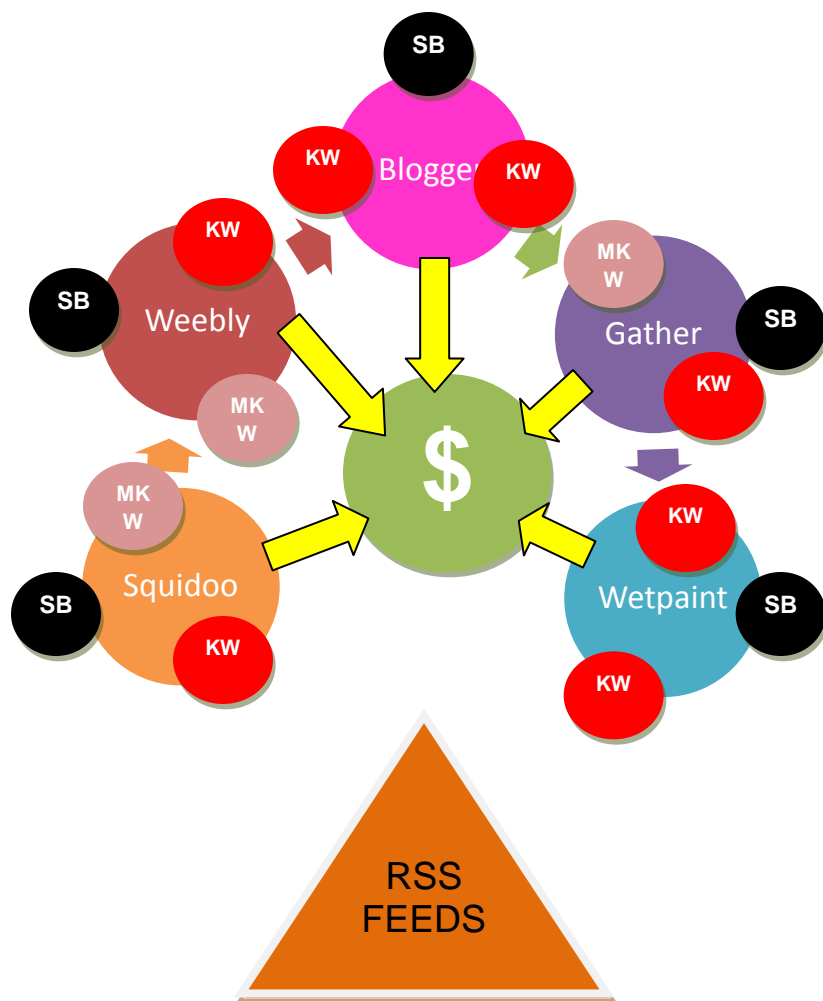 SB
KW
Blogger
KW
KW
MK
W
SB
Weebly
Gather
SB
KW
MK
W
$
MK
W
KW
SB
Squidoo
Wetpaint
SB
KW
KW
RSS
FEEDS